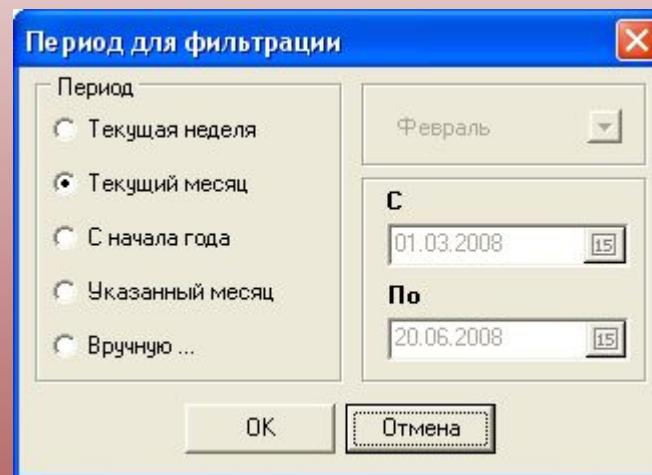 Период для фильтрации
Период
Текущая неделя
Текущий месяц
С начала года
Указанный месяц
Вручную ...
Февраль
С
01.03.2008
15
По
20.06.2008
15
OK
Отмена